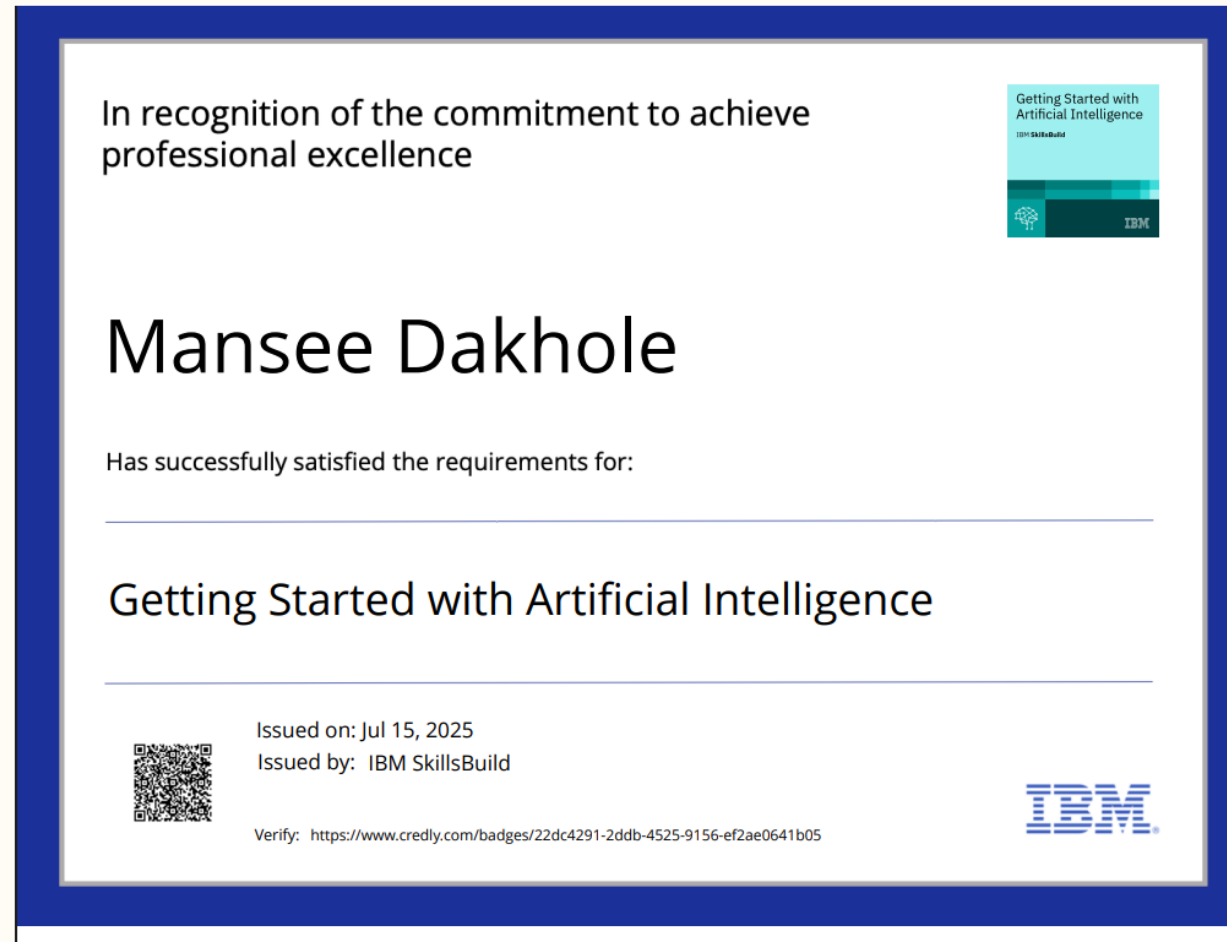 In recognition of the commitment to achieve
professional excellence
Getting Started with
Artificial Intelligence
IBM SkillsBuild
IBM
Mansee Dakhole
Has successfully satisfied the requirements for:
Getting Started with Artificial Intelligence
Issued on: Jul 15, 2025
Issued by: IBM SkillsBuild
Verify: https://www.credly.com/badges/22dc4291-2ddb-4525-9156-ef2ae0641b05
IBM®